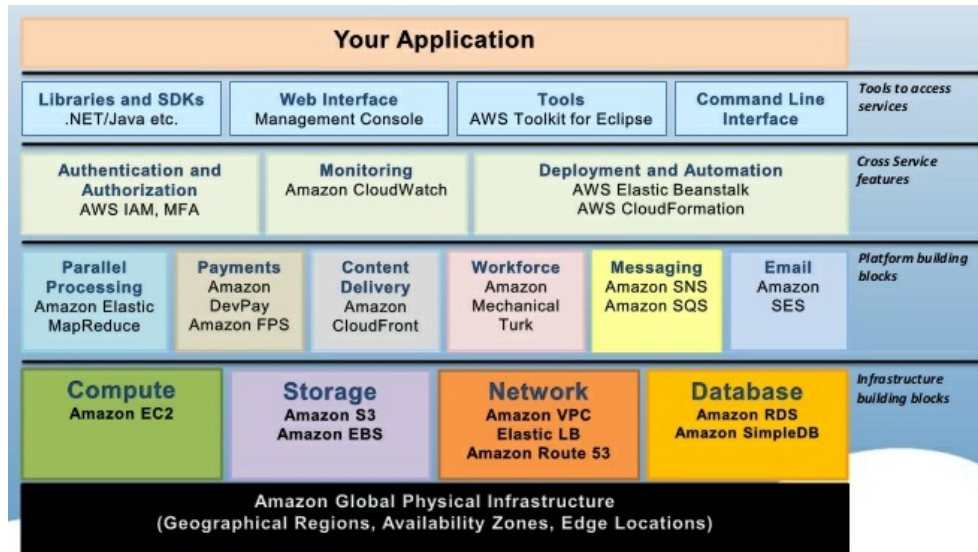 Your Application
Libraries and SDKs
.NET/Java etc.
Web Interface
Management Console
Tools
AWS Toolkit for Eclipse
Command Line
Interface
Tools to access
services
Authentication and
Authorization
AWS IAM, MFA
Monitoring
Amazon CloudWatch
Deployment and Automation
AWS Elastic Beanstalk
AWS CloudFormation
Cross Service
features
Parallel
Processing
Amazon Elastic
MapReduce
Payments
Amazon
DevPay
Amazon FPS
Content
Delivery
Amazon
CloudFront
Workforce
Amazon
Mechanical
Turk
Messaging
Amazon SNS
Amazon SQS
Email
Amazon
SES
Platform building
blocks
Compute
Amazon EC2
Storage
Amazon S3
Amazon EBS
Network
Amazon VPC
Elastic LB
Amazon Route 53
Database
Amazon RDS
Amazon SimpleDB
Infrastructure
building blocks
Amazon Global Physical Infrastructure
(Geographical Regions, Availability Zones, Edge Locations)